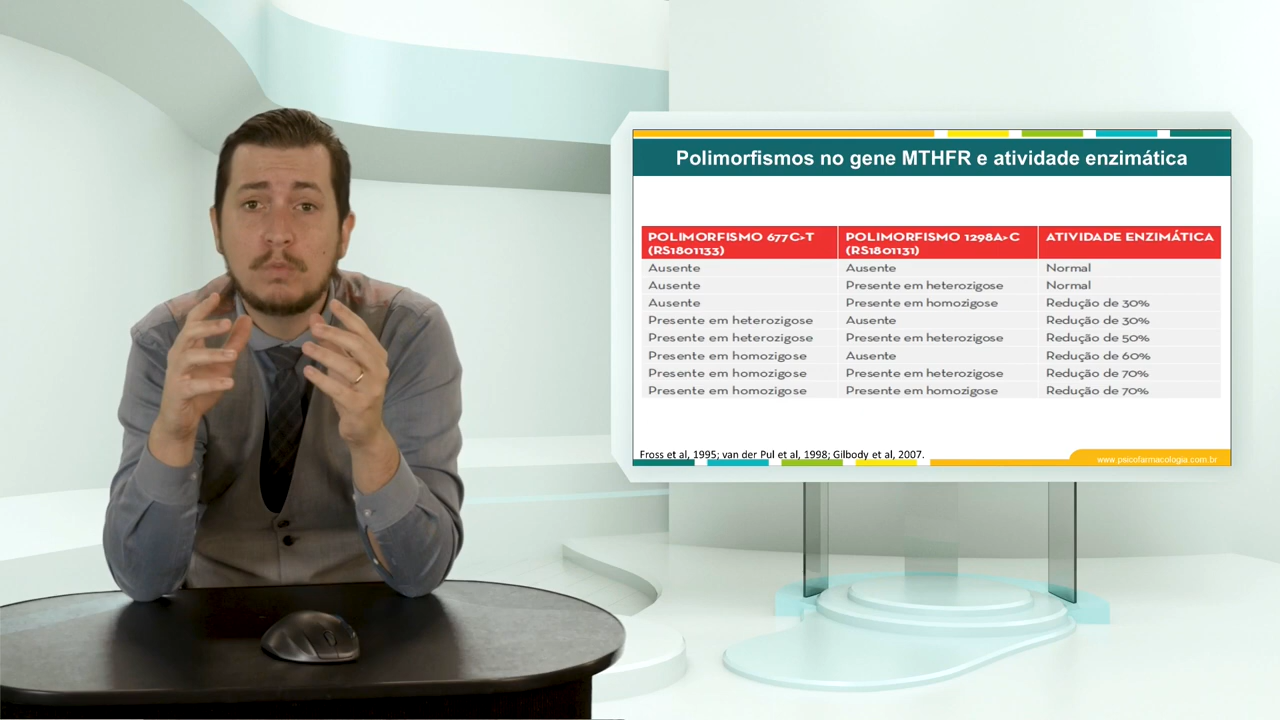 Polimorfismos no gene MTHFR e atividade enzimática
POLIMORFISMO 677C>T POLIMORFISMO 1298A>C ATIVIDADE ENZIMÁTICA
(RS1801133) (RS1801131)
Ausente Ausente Normal
Ausente Presente em heterozigose Normal
Ausente Presente em homozigose Redução de 30%
Presente em heterozigose Ausente Redução de 30%
Presente em heterozigose Presente em heterozigose Redução de 50%
Presente em homozigose Ausente Redução de 60%
Presente em homozigose Presente em heterozigose Redução de 70%
Presente em homozigose Presente em homozigose Redução de 70%
Fross et al, 1995; van der Pul et al, 1998; Gilbody et al, 2007.
www.psicofarmacologia.com.br